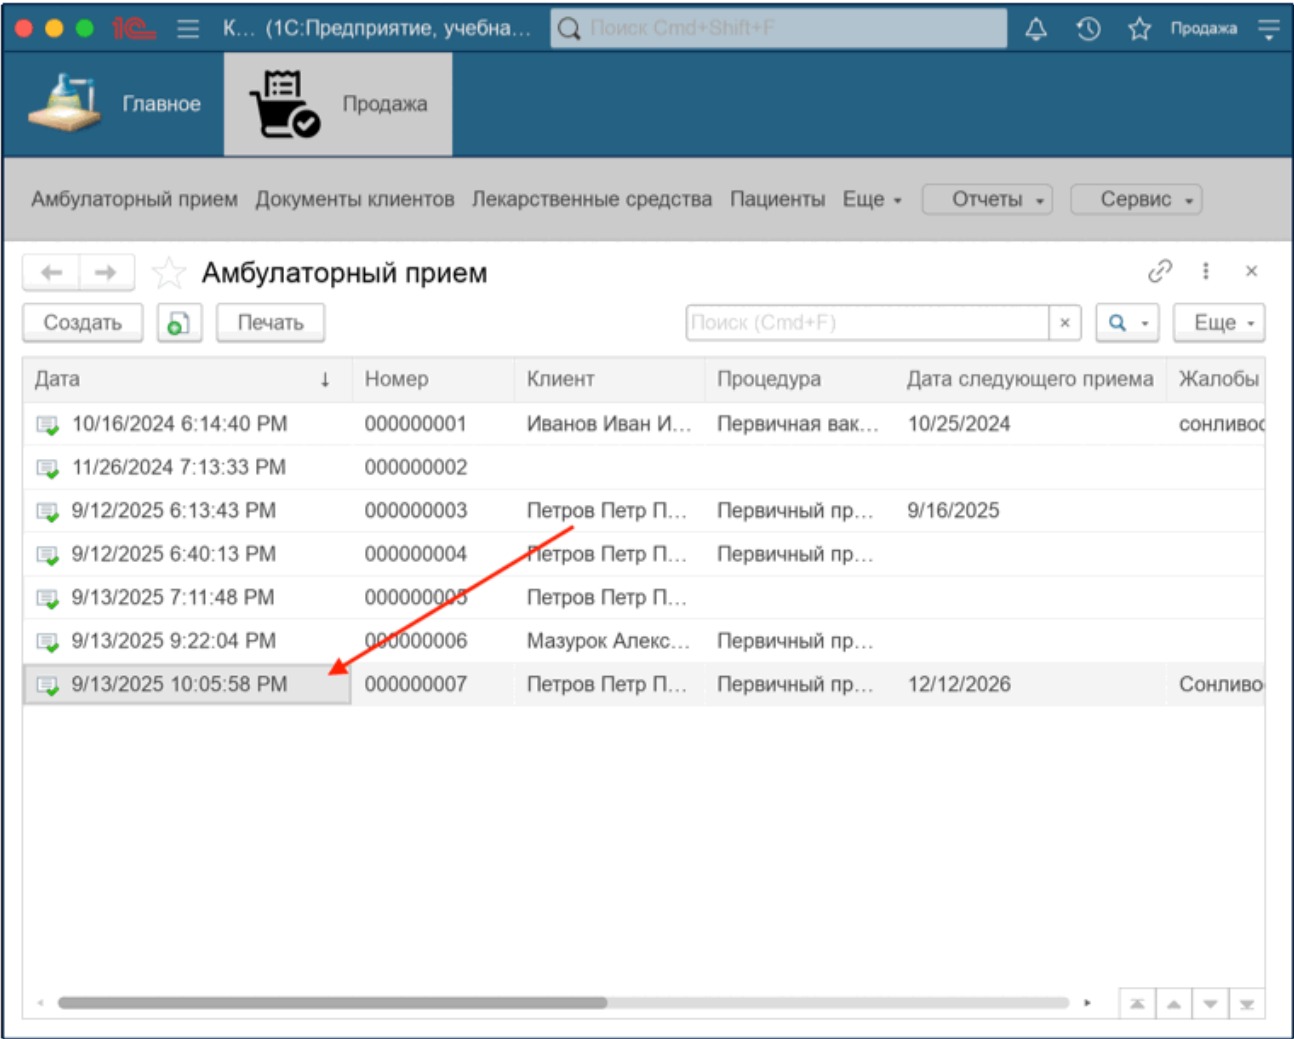 1С К... (1С:Предприятие, учебна... Поиск Cmd+Shift+F Продажа
Главное Продажа
Амбулаторный прием Документы клиентов Лекарственные средства Пациенты Еще Отчеты Сервис
Амбулаторный прием
Создать Печать Поиск (Cmd+F) × Еще
Дата ↓ Номер Клиент Процедура Дата следующего приема Жалобы
10/16/2024 6:14:40 PM 000000001 Иванов Иван И... Первичная вак... 10/25/2024 сонливос
11/26/2024 7:13:33 PM 000000002
9/12/2025 6:13:43 PM 000000003 Петров Петр П... Первичный пр... 9/16/2025
9/12/2025 6:40:13 PM 000000004 Петров Петр П... Первичный пр...
9/13/2025 7:11:48 PM 000000005 Петров Петр П...
9/13/2025 9:22:04 PM 000000006 Мазурок Алекс... Первичный пр...
9/13/2025 10:05:58 PM 000000007 Петров Петр П... Первичный пр... 12/12/2026 Сонливо